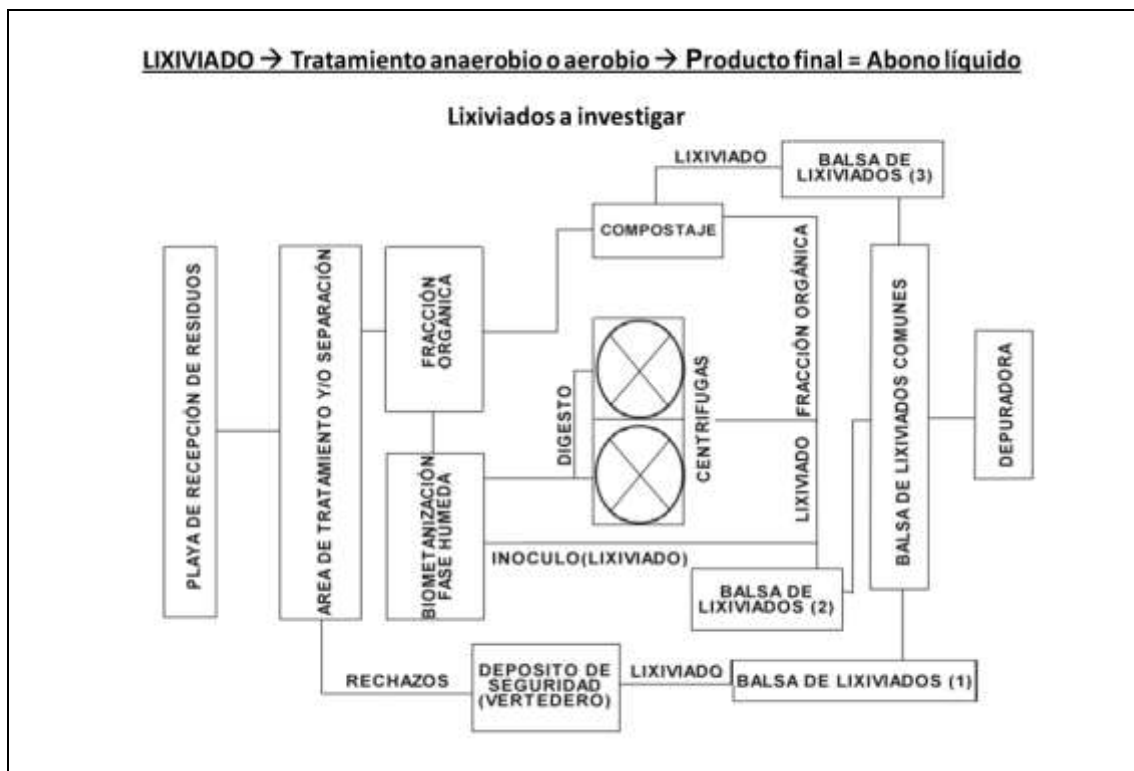 LIXIVIADO → Tratamiento anaerobio o aerobio → Producto final = Abono líquido
Lixiviados a investigar
LIXIVIADO
BALSA DE
LIXIVIADOS (3)
COMPOSTAJE
PLAYA DE RECEPCIÓN DE RESIDUOS
AREA DE TRATAMIENTO Y/O SEPARACIÓN
FRACCIÓN
ORGÁNICA
BIOMETANIZACIÓN
FASE HÚMEDA
DIGESTO
CENTRIFUGAS
FRACCIÓN ORGÁNICA
LIXIVIADO
BALSA DE LIXIVIADOS COMUNES
DEPURADORA
INOCULO(LIXIVIADO)
BALSA DE
LIXIVIADOS (2)
RECHAZOS
DEPOSITO DE
SEGURIDAD
(VERTEDERO)
LIXIVIADO
BALSA DE LIXIVIADOS (1)